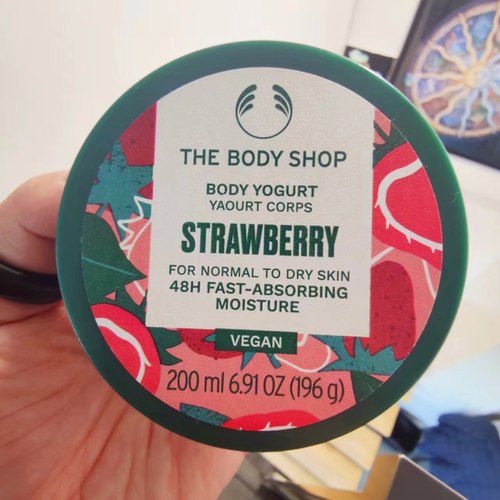 THE BODY SHOP
BODY YOGURT
YAOURT CORPS
STRAWBERRY
FOR NORMAL TO DRY SKIN
48H FAST-ABSORBING
MOISTURE
VEGAN
200 ml 6.91 OZ (196 g)